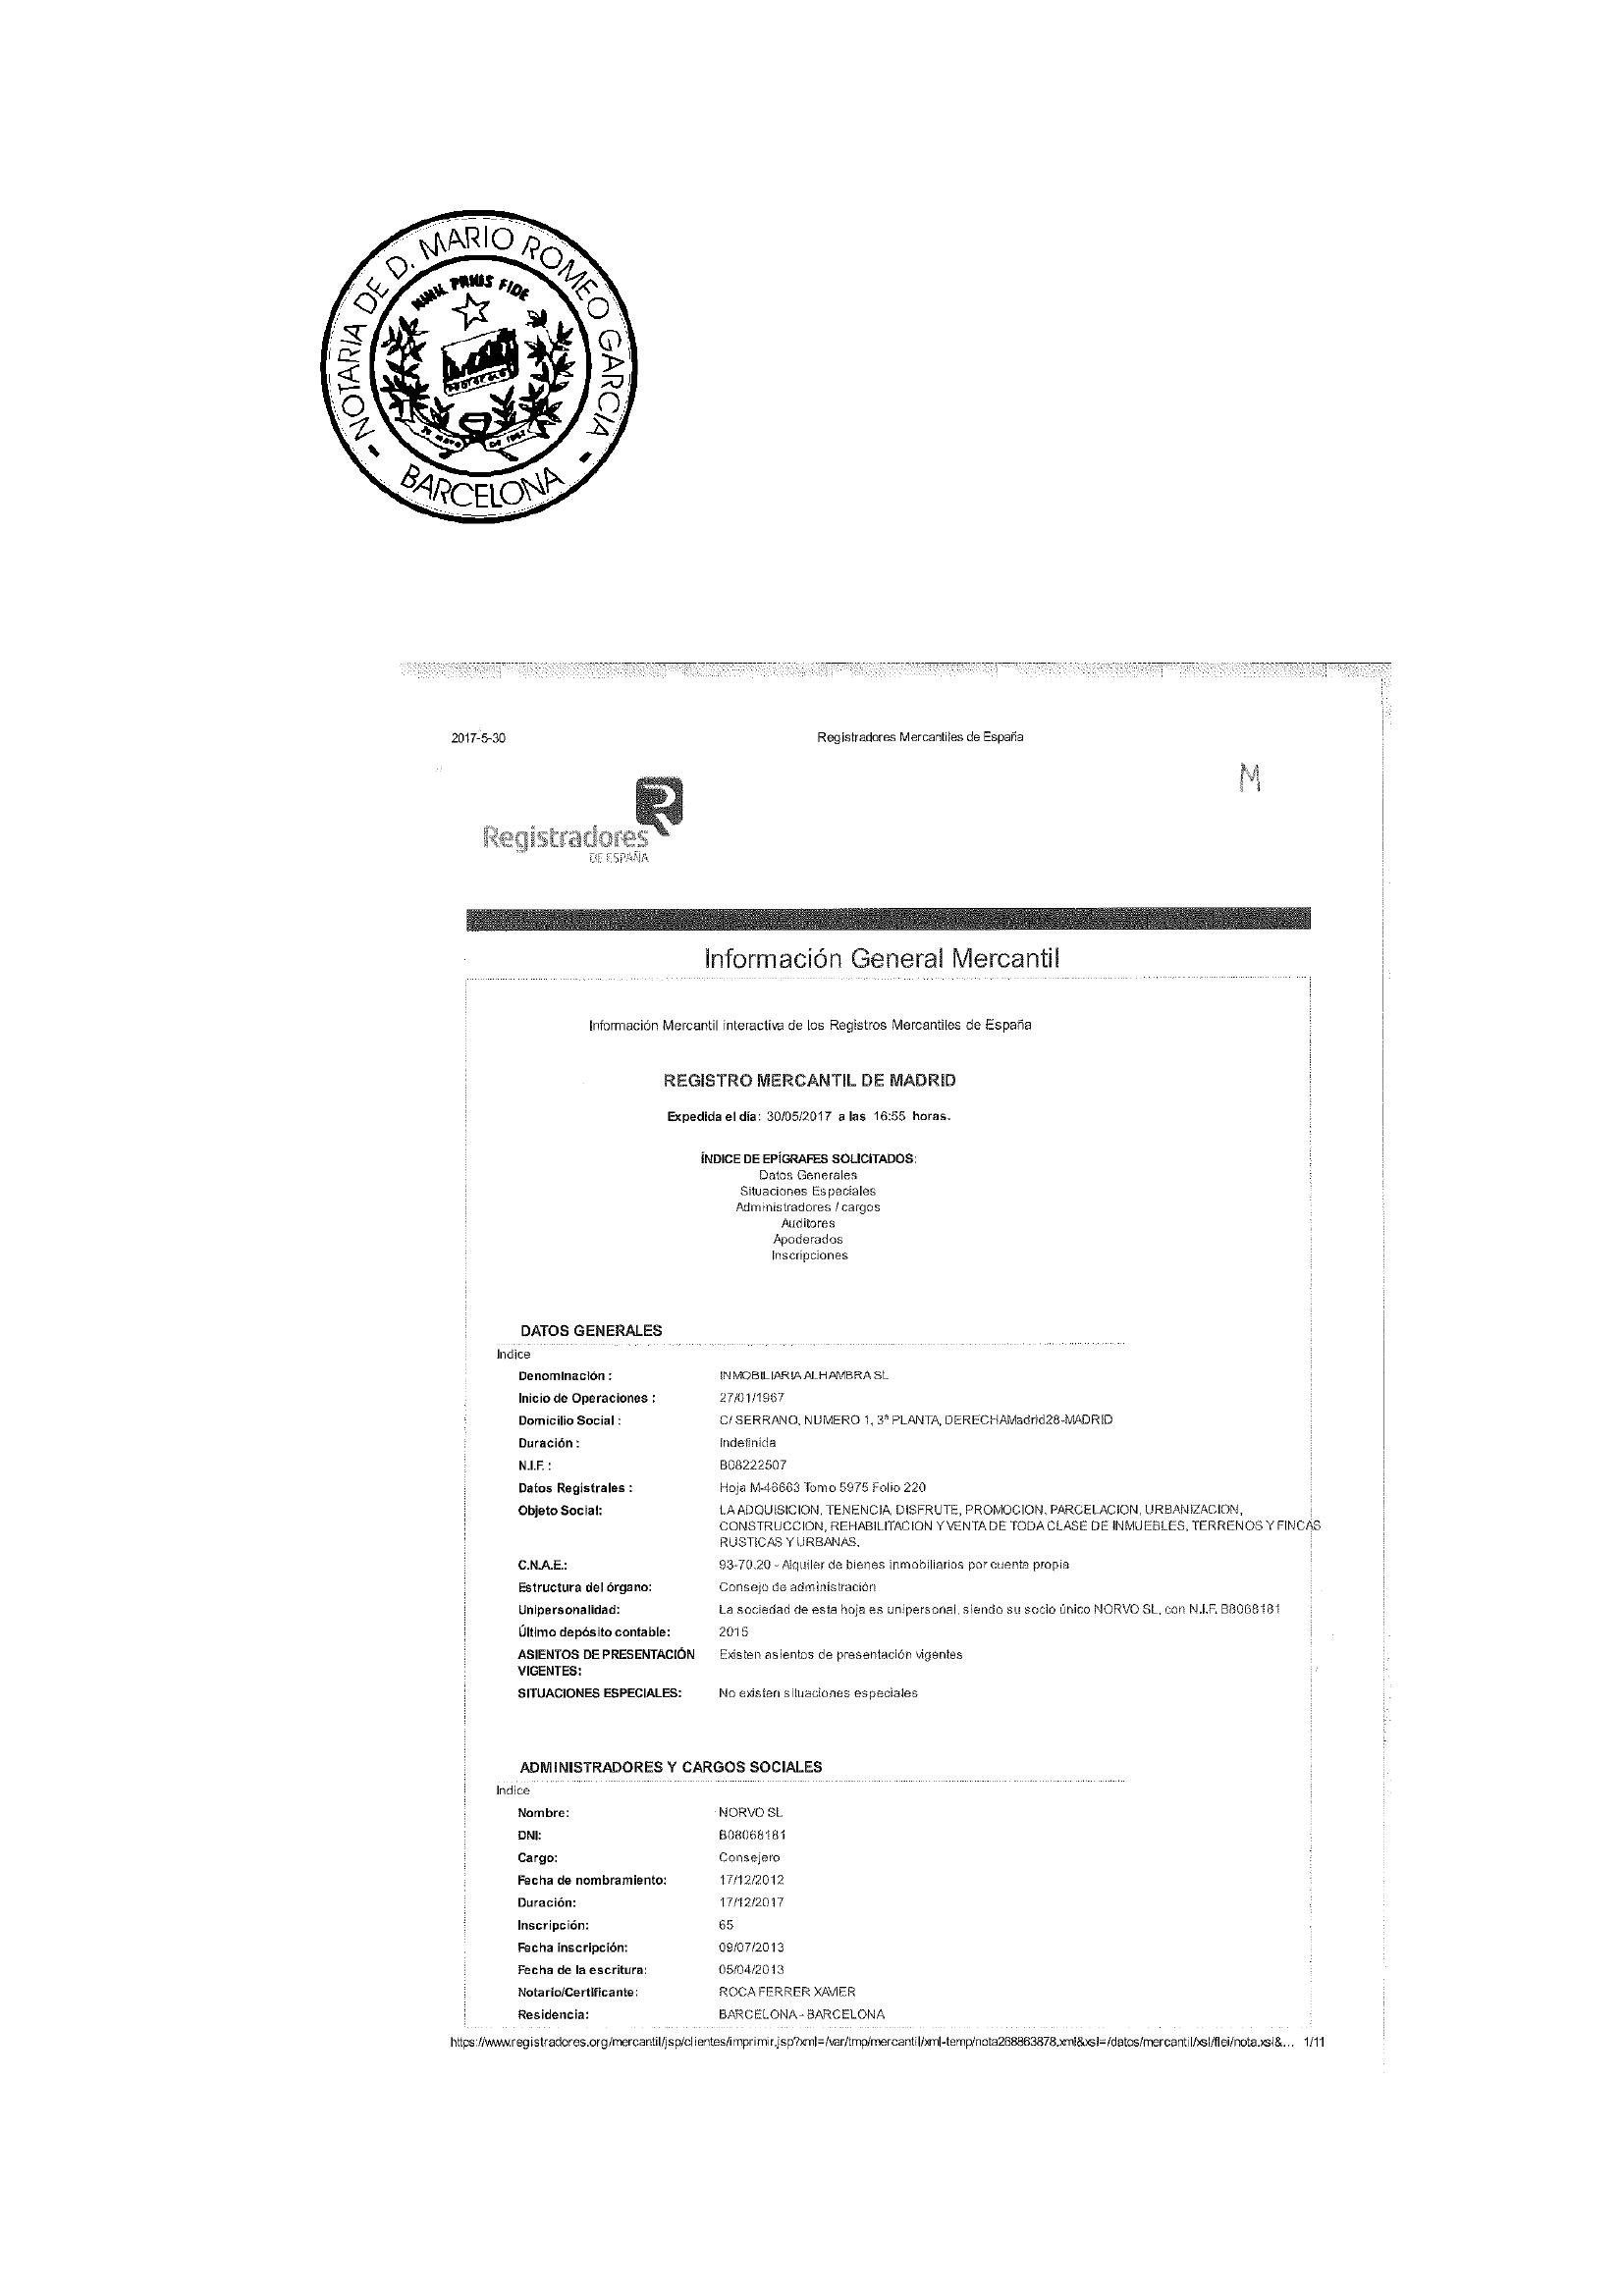 NOTARIA DE D. MARIO ROMEO GARCIA
NIHIL PRIUS FIDE
BARCELONA
2017-5-30
Registradores Mercantiles de España
M
Registradores
DE ESPAÑA
Información General Mercantil
Información Mercantil interactiva de los Registros Mercantiles de España
REGISTRO MERCANTIL DE MADRID
Expedida el día: 30/05/2017 a las 16:55 horas.
ÍNDICE DE EPÍGRAFES SOLICITADOS:
Datos Generales
Situaciones Especiales
Administradores / cargos
Auditores
Apoderados
Inscripciones
DATOS GENERALES
Indice
Denominación : INMOBILIARIA ALHAMBRA SL
Inicio de Operaciones : 27/01/1967
Domicilio Social : C/ SERRANO, NUMERO 1, 3ª PLANTA, DERECHAMadrid28-MADRID
Duración : Indefinida
N.I.F. : B08222507
Datos Registrales : Hoja M-46663 Tomo 5975 Folio 220
Objeto Social: LA ADQUISICION, TENENCIA, DISFRUTE, PROMOCION, PARCELACION, URBANIZACION,
CONSTRUCCION, REHABILITACION Y VENTA DE TODA CLASE DE INMUEBLES, TERRENOS Y FINCAS
RUSTICAS Y URBANAS.
C.N.A.E.: 93-70.20 - Alquiler de bienes inmobiliarios por cuenta propia
Estructura del órgano: Consejo de administración
Unipersonalidad: La sociedad de esta hoja es unipersonal, siendo su socio único NORVO SL, con N.I.F. B8068181
Último depósito contable: 2015
ASIENTOS DE PRESENTACIÓN Existen asientos de presentación vigentes
VIGENTES:
SITUACIONES ESPECIALES: No existen situaciones especiales
ADMINISTRADORES Y CARGOS SOCIALES
Indice
Nombre: NORVO SL
DNI: B08068181
Cargo: Consejero
Fecha de nombramiento: 17/12/2012
Duración: 17/12/2017
Inscripción: 65
Fecha inscripción: 09/07/2013
Fecha de la escritura: 05/04/2013
Notario/Certificante: ROCA FERRER XAVIER
Residencia: BARCELONA - BARCELONA
https://www.registradores.org/mercantil/jsp/clientes/imprimir.jsp?xml=/var/tmp/mercantil/xml-temp/nota268863878.xml&xsl=/datos/mercantil/xsl/flei/nota.xsl&... 1/11